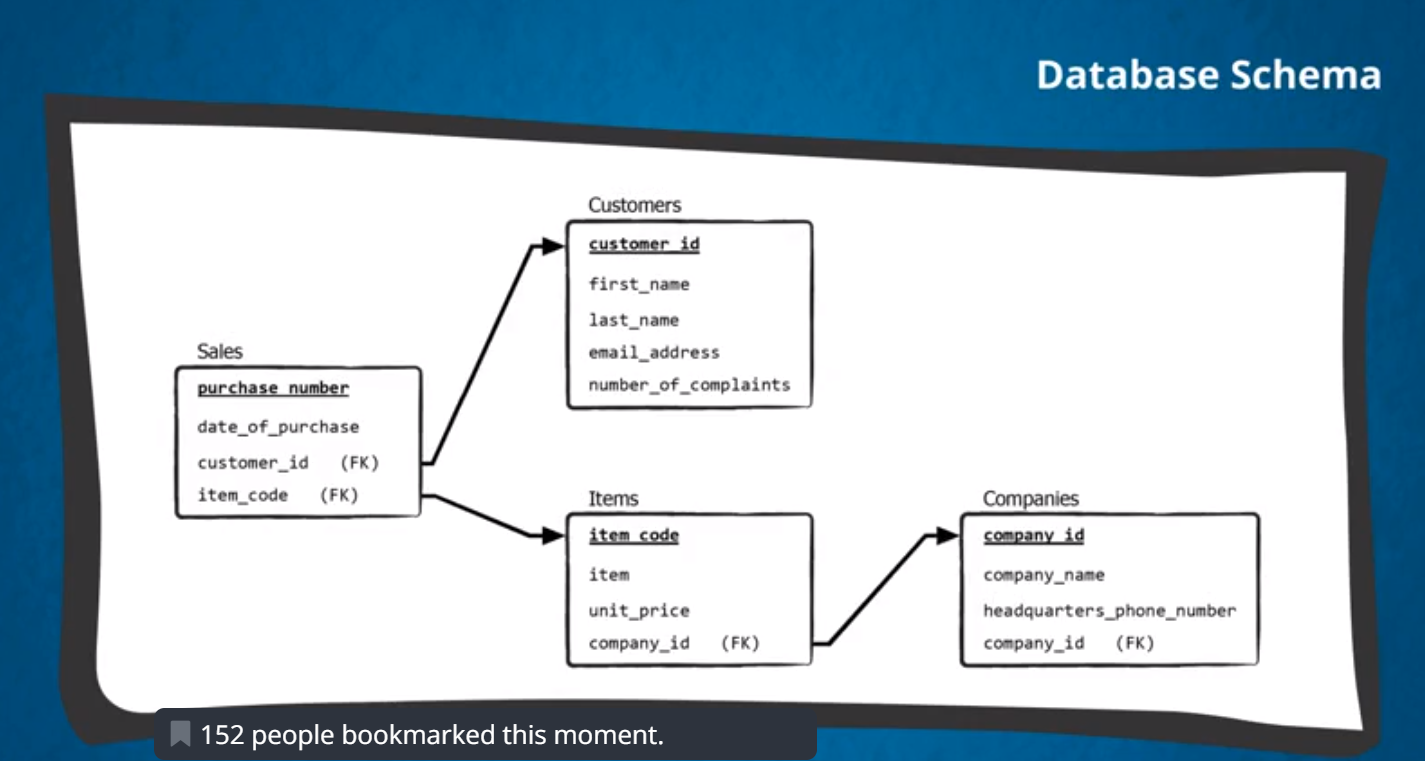 Database Schema
Customers
customer_id
first_name
last_name
email_address
number_of_complaints
Sales
purchase_number
date_of_purchase
customer_id (FK)
item_code (FK)
Items
item_code
item
unit_price
company_id (FK)
Companies
company_id
company_name
headquarters_phone_number
company_id (FK)
152 people bookmarked this moment.